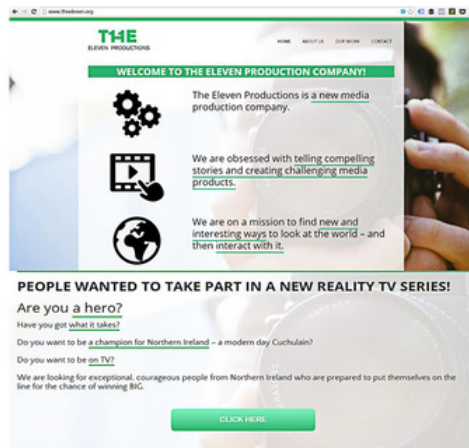 www.theeleven.org
THE
ELEVEN PRODUCTIONS
HOME ABOUT US OUR WORK CONTACT
WELCOME TO THE ELEVEN PRODUCTION COMPANY!
The Eleven Productions is a new media
production company.
We are obsessed with telling compelling
stories and creating challenging media
products.
We are on a mission to find new and
interesting ways to look at the world – and
then interact with it.
PEOPLE WANTED TO TAKE PART IN A NEW REALITY TV SERIES!
Are you a hero?
Have you got what it takes?
Do you want to be a champion for Northern Ireland – a modern day Cuchulain?
Do you want to be on TV?
We are looking for exceptional, courageous people from Northern Ireland who are prepared to put themselves on the
line for the chance of winning BIG.
CLICK HERE